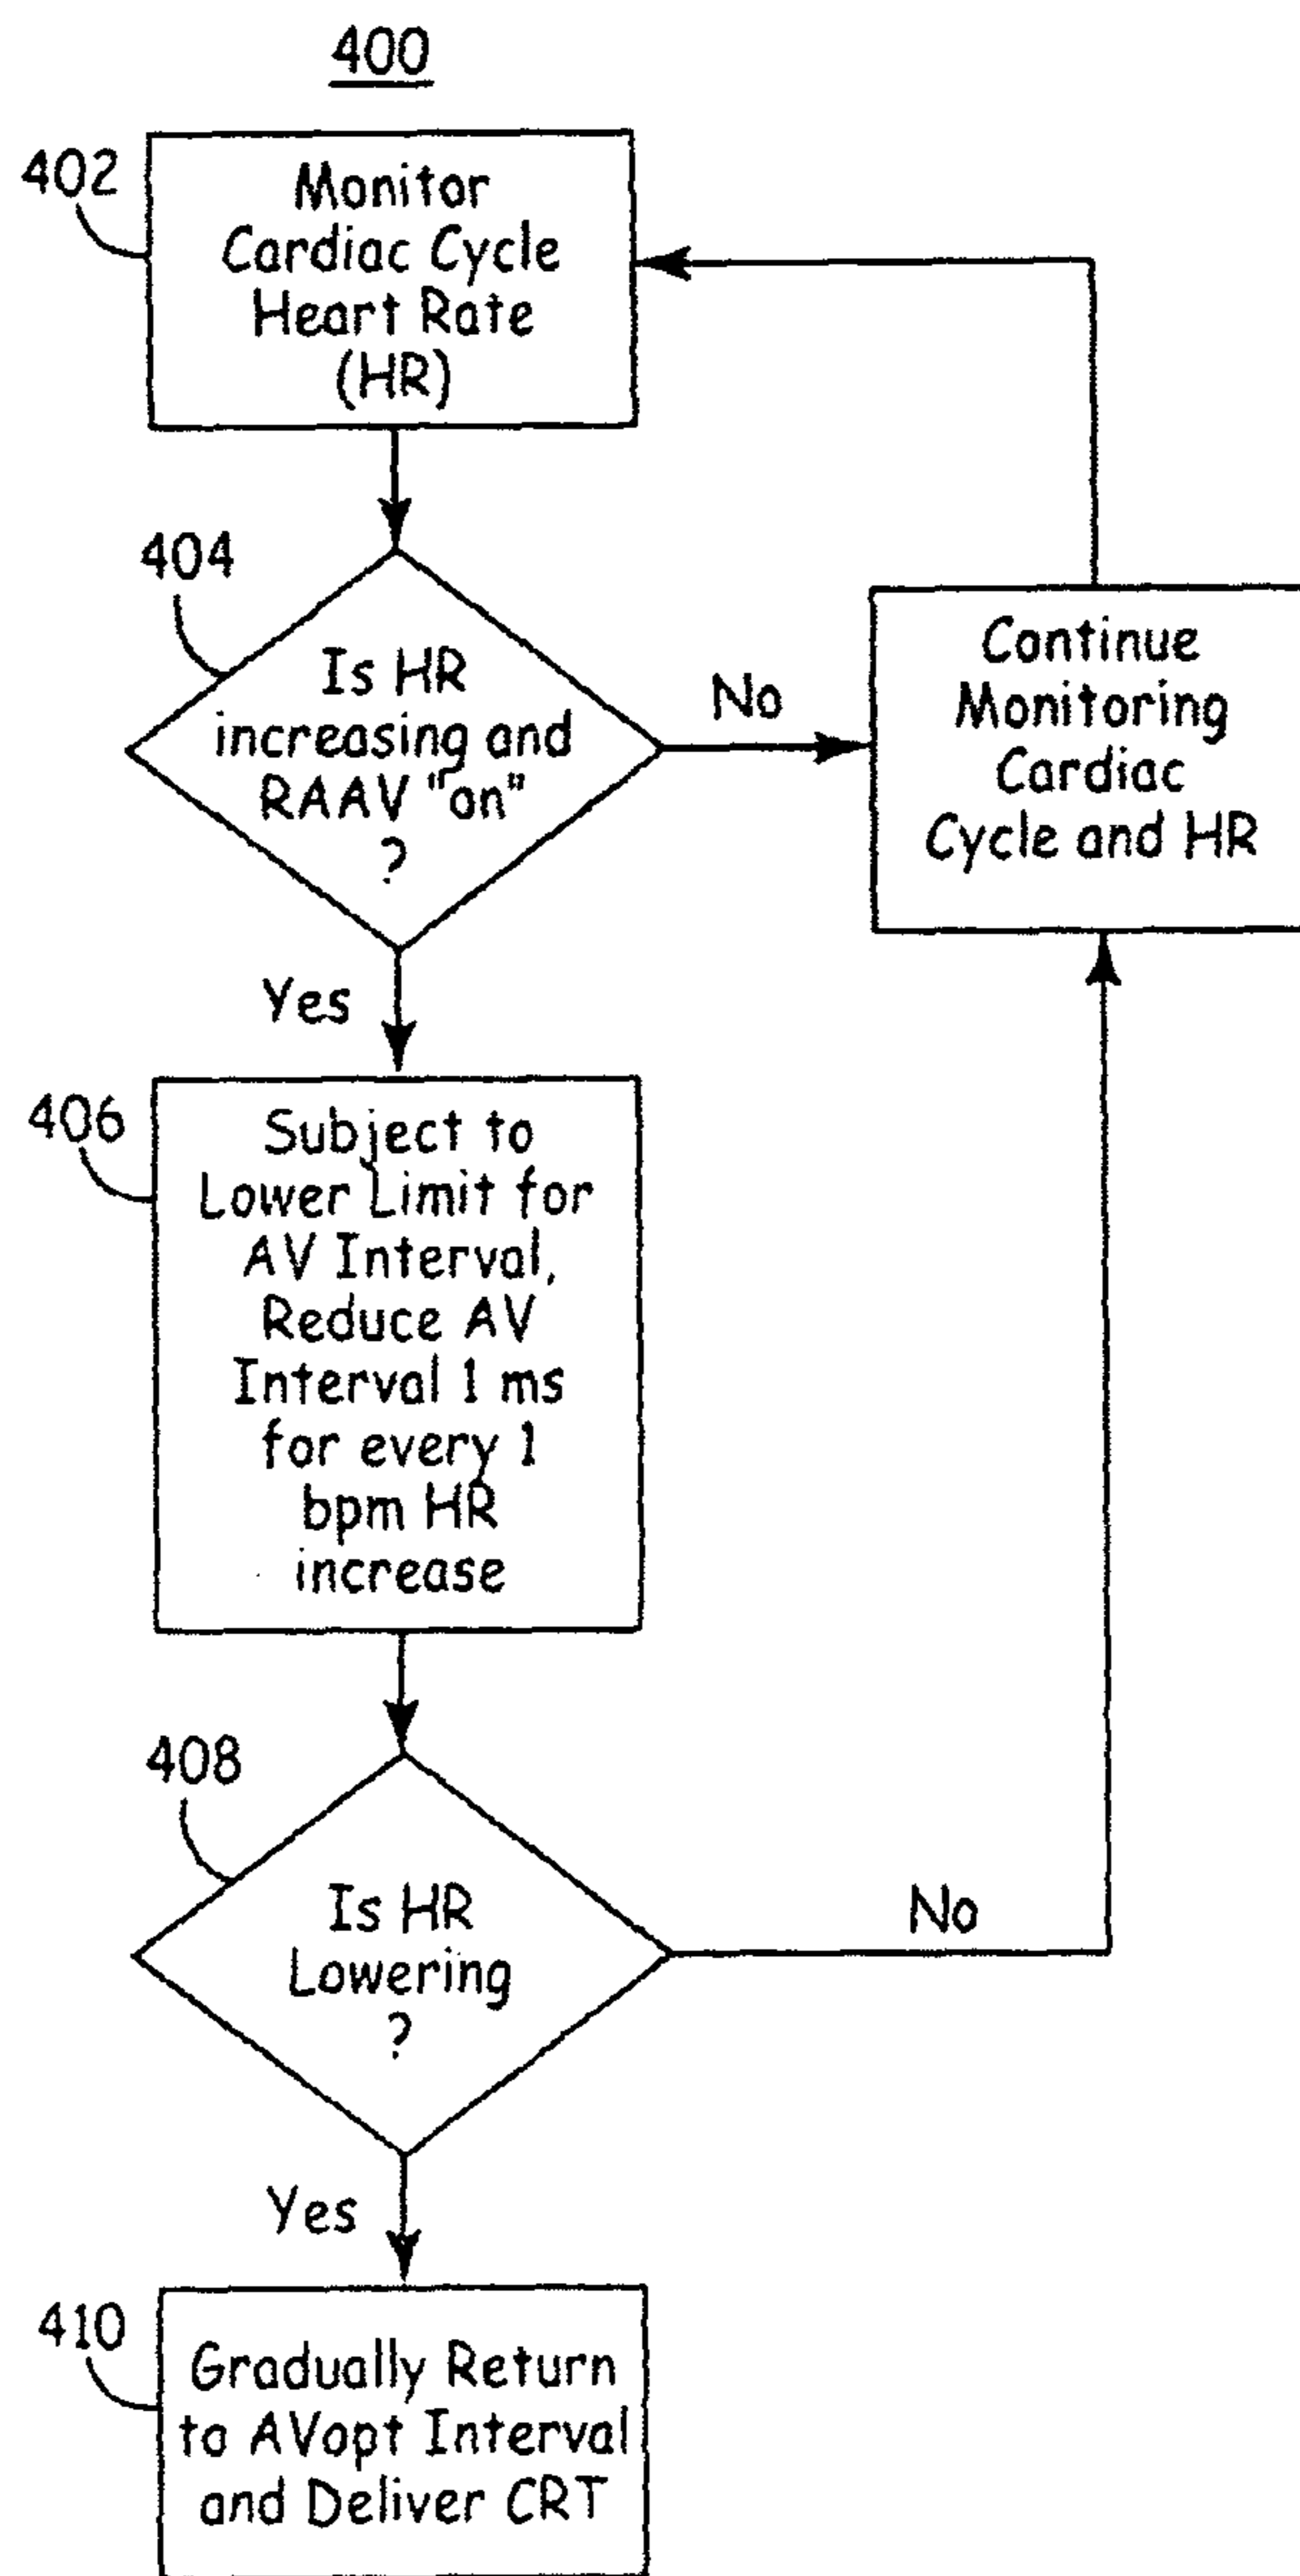 400
402
Monitor
Cardiac Cycle
Heart Rate
(HR)
404
Is HR
increasing and
RAAV "on"
?
No
Continue
Monitoring
Cardiac
Cycle and HR
Yes
406
Subject to
Lower Limit for
AV Interval,
Reduce AV
Interval 1 ms
for every 1
bpm HR
increase
408
Is HR
Lowering
?
No
Yes
410
Gradually Return
to AVopt Interval
and Deliver CRT